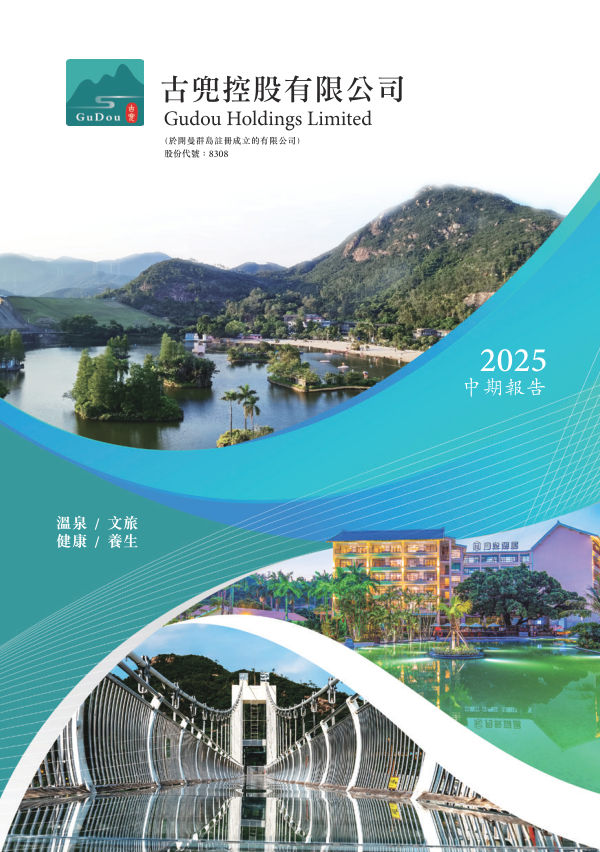 GuDou
古兜
古兜控股有限公司
Gudou Holdings Limited
(於開曼群島註冊成立的有限公司)
股份代號：8308
2025
中期報告
溫泉 / 文旅
健康 / 養生